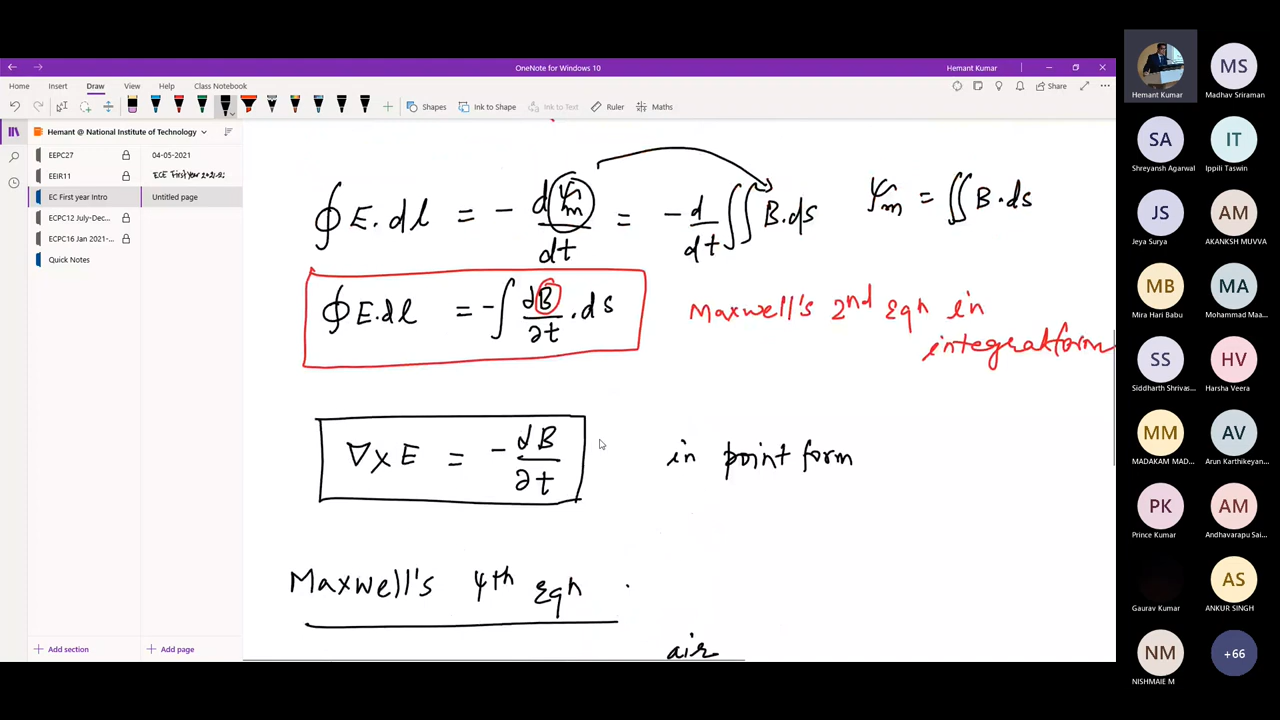 OneNote for Windows 10
Hemant Kumar
Home Insert Draw View Help Class Notebook
Share
Shapes Ink to Shape Ink to Text Ruler Maths
Hemant @ National Institute of Technology
EEPC27
EEIR11
EC First year Intro
ECPC12 July-Dec...
ECPC16 Jan 2021-...
Quick Notes
04-05-2021
ECE First Year 2021-22
Untitled page
Add section
Add page
∮ E.dl = - dψm/dt = - d/dt ∬ B.ds ψm = ∬ B.ds
∮ E.dl = - ∫ dB/∂t . ds Maxwell's 2nd Eqn in
integral form
∇ x E = - dB/∂t in point form
Maxwell's 4th Eqn .
air
Hemant Kumar
MS
Madhav Sriraman
SA
Shreyansh Agarwal
IT
Ippili Taswin
JS
Jeya Surya
AM
AKANKSH MUVVA
MB
Mira Hari Babu
MA
Mohammad Maa...
SS
Siddharth Shrivas...
HV
Harsha Veera
MM
MADAKAM MAD...
AV
Arun Karthikeyan...
PK
Prince Kumar
AM
Andhavarapu Sai...
Gaurav Kumar
AS
ANKUR SINGH
NM
NISHMAIE M
+66